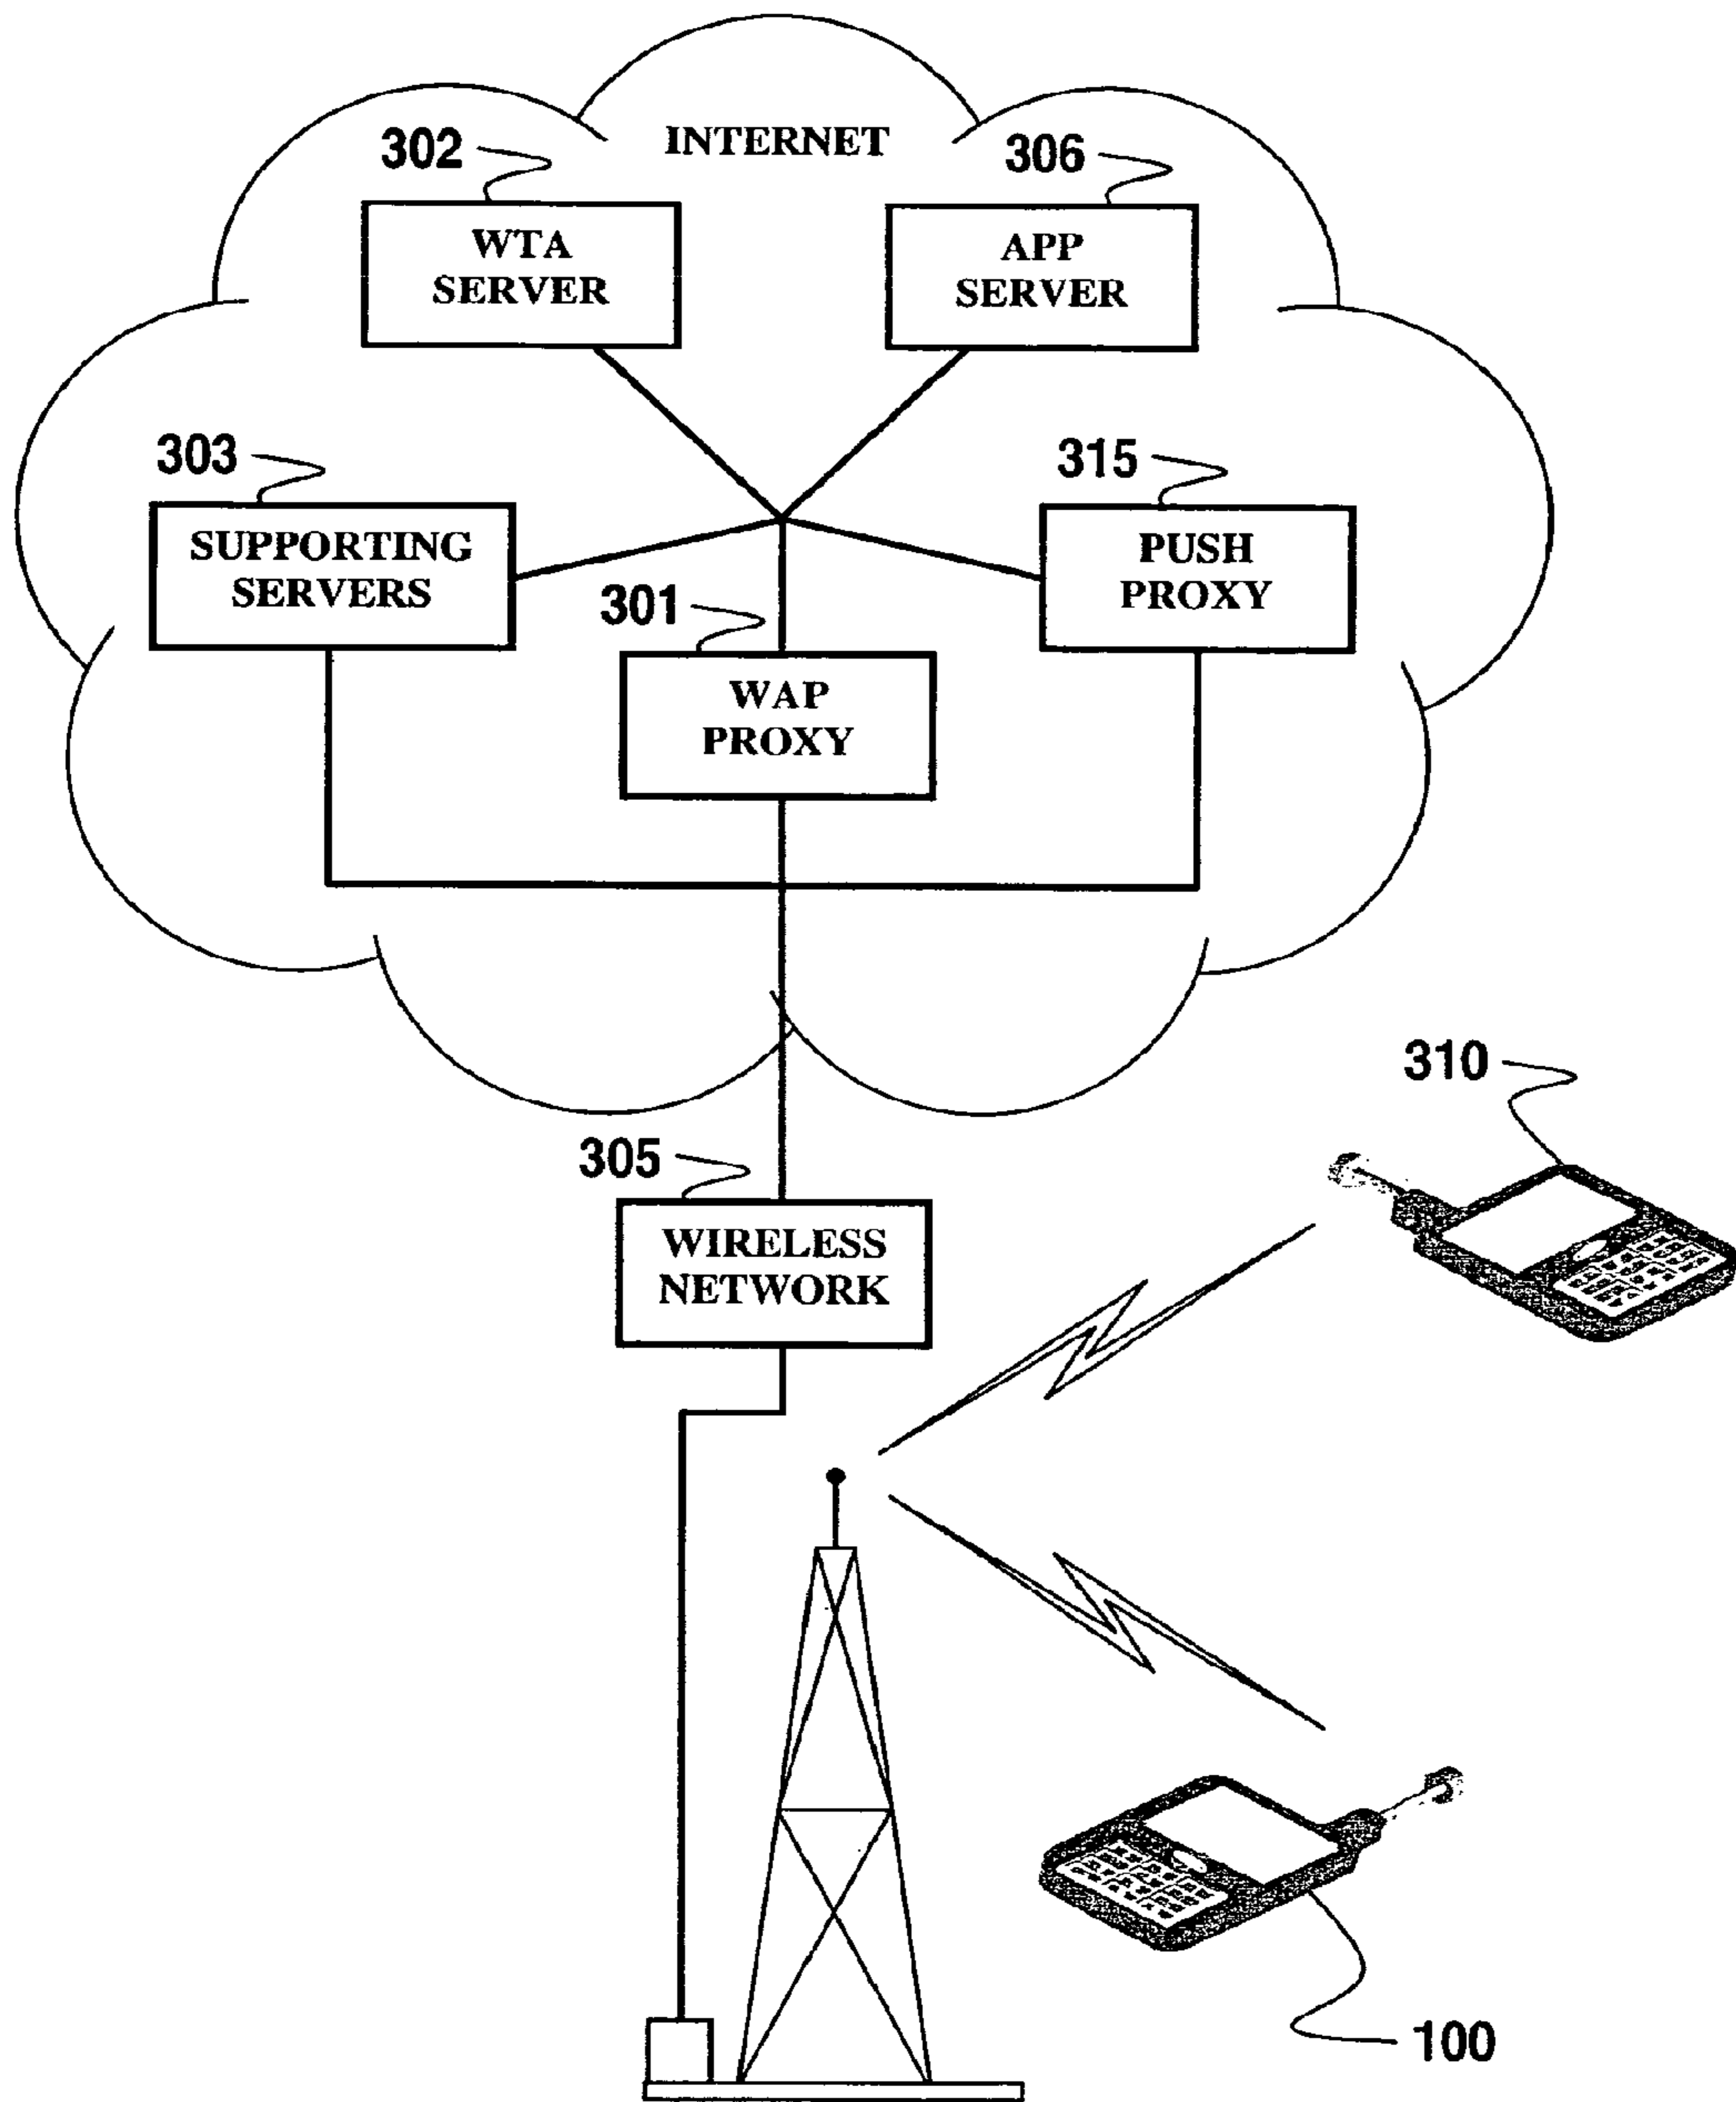 INTERNET
302
306
WTA
SERVER
APP
SERVER
303
315
SUPPORTING
SERVERS
PUSH
PROXY
301
WAP
PROXY
310
305
WIRELESS
NETWORK
100